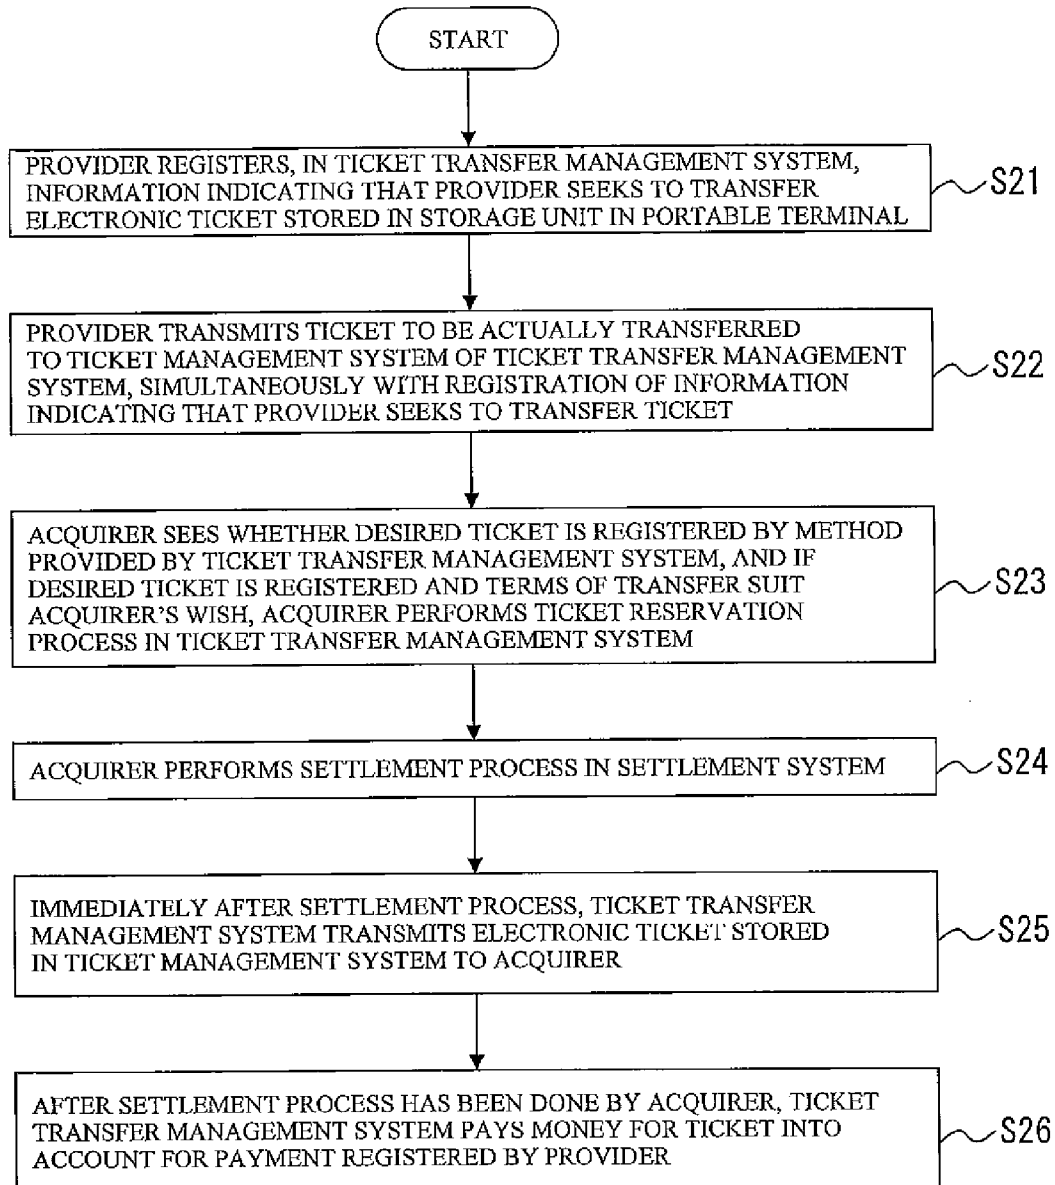 START
PROVIDER REGISTERS, IN TICKET TRANSFER MANAGEMENT SYSTEM,
INFORMATION INDICATING THAT PROVIDER SEEKS TO TRANSFER
ELECTRONIC TICKET STORED IN STORAGE UNIT IN PORTABLE TERMINAL
S21
PROVIDER TRANSMITS TICKET TO BE ACTUALLY TRANSFERRED
TO TICKET MANAGEMENT SYSTEM OF TICKET TRANSFER MANAGEMENT
SYSTEM, SIMULTANEOUSLY WITH REGISTRATION OF INFORMATION
INDICATING THAT PROVIDER SEEKS TO TRANSFER TICKET
S22
ACQUIRER SEES WHETHER DESIRED TICKET IS REGISTERED BY METHOD
PROVIDED BY TICKET TRANSFER MANAGEMENT SYSTEM, AND IF
DESIRED TICKET IS REGISTERED AND TERMS OF TRANSFER SUIT
ACQUIRER'S WISH, ACQUIRER PERFORMS TICKET RESERVATION
PROCESS IN TICKET TRANSFER MANAGEMENT SYSTEM
S23
ACQUIRER PERFORMS SETTLEMENT PROCESS IN SETTLEMENT SYSTEM
S24
IMMEDIATELY AFTER SETTLEMENT PROCESS, TICKET TRANSFER
MANAGEMENT SYSTEM TRANSMITS ELECTRONIC TICKET STORED
IN TICKET MANAGEMENT SYSTEM TO ACQUIRER
S25
AFTER SETTLEMENT PROCESS HAS BEEN DONE BY ACQUIRER, TICKET
TRANSFER MANAGEMENT SYSTEM PAYS MONEY FOR TICKET INTO
ACCOUNT FOR PAYMENT REGISTERED BY PROVIDER
S26